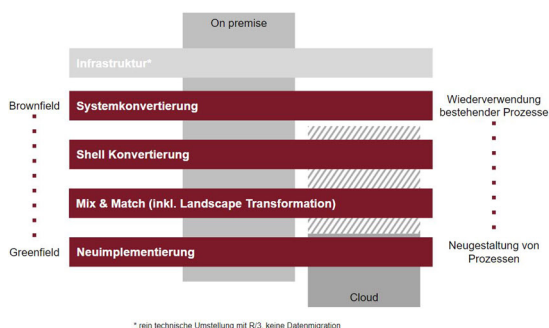 On premise
Infrastruktur*
Brownfield
Systemkonvertierung
Wiederverwendung
bestehender Prozesse
Shell Konvertierung
Mix & Match (inkl. Landscape Transformation)
Greenfield
Neuimplementierung
Neugestaltung von
Prozessen
Cloud
* rein technische Umstellung mit R/3, keine Datenmigration